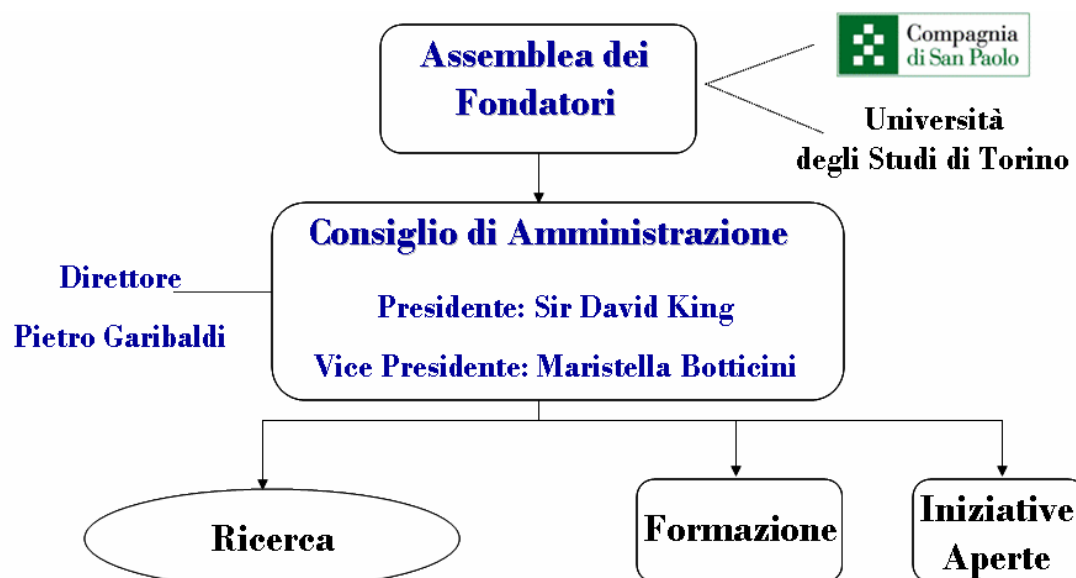 Assemblea dei
Fondatori
Compagnia
di San Paolo
Università
degli Studi di Torino
Consiglio di Amministrazione
Presidente: Sir David King
Vice Presidente: Maristella Botticini
Direttore
Pietro Garibaldi
Ricerca
Formazione
Iniziative
Aperte